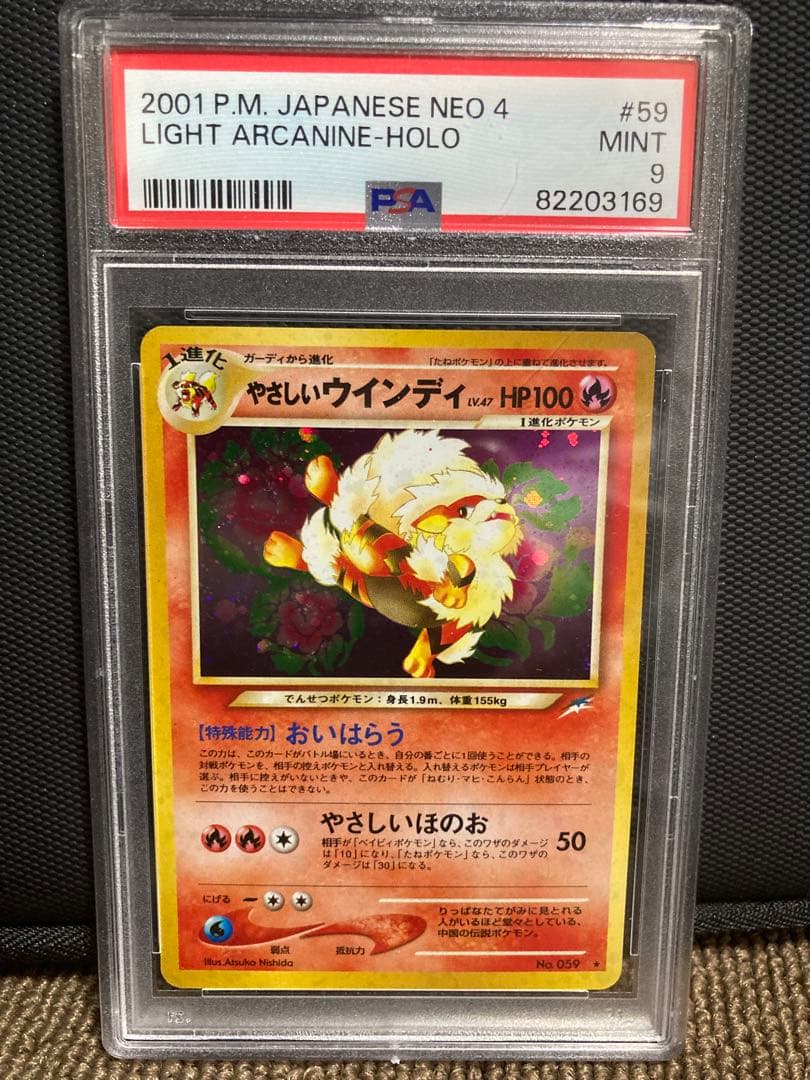 2001 P.M. JAPANESE NEO 4 #59
LIGHT ARCANINE-HOLO MINT
9
PSA 82203169
1進化 ガーディから進化 「たねポケモン」の上に重ねて進化させます。
やさしいウインディ LV.47 HP100
1進化ポケモン
でんせつポケモン：身長1.9m、体重155kg
【特殊能力】おいはらう
この力は、このカードがバトル場にいるとき、自分の番ごとに1回使うことができる。相手の
対戦ポケモンを、相手の控えポケモンと入れ替える。入れ替えるポケモンは相手プレイヤーが
選ぶ。相手に控えがいないときや、このカードが「ねむり・マヒ・こんらん」状態のとき、
この力を使うことはできない。
やさしいほのお 50
相手が「ベイビィポケモン」なら、このワザのダメージ
は「10」になり、「たねポケモン」なら、このワザの
ダメージは「30」になる。
にげる
弱点 抵抗力
りっぱなたてがみに見とれる
人がいるほど堂々としている、
中国の伝説ポケモン。
Illus. Atsuko Nishida No. 059 ★